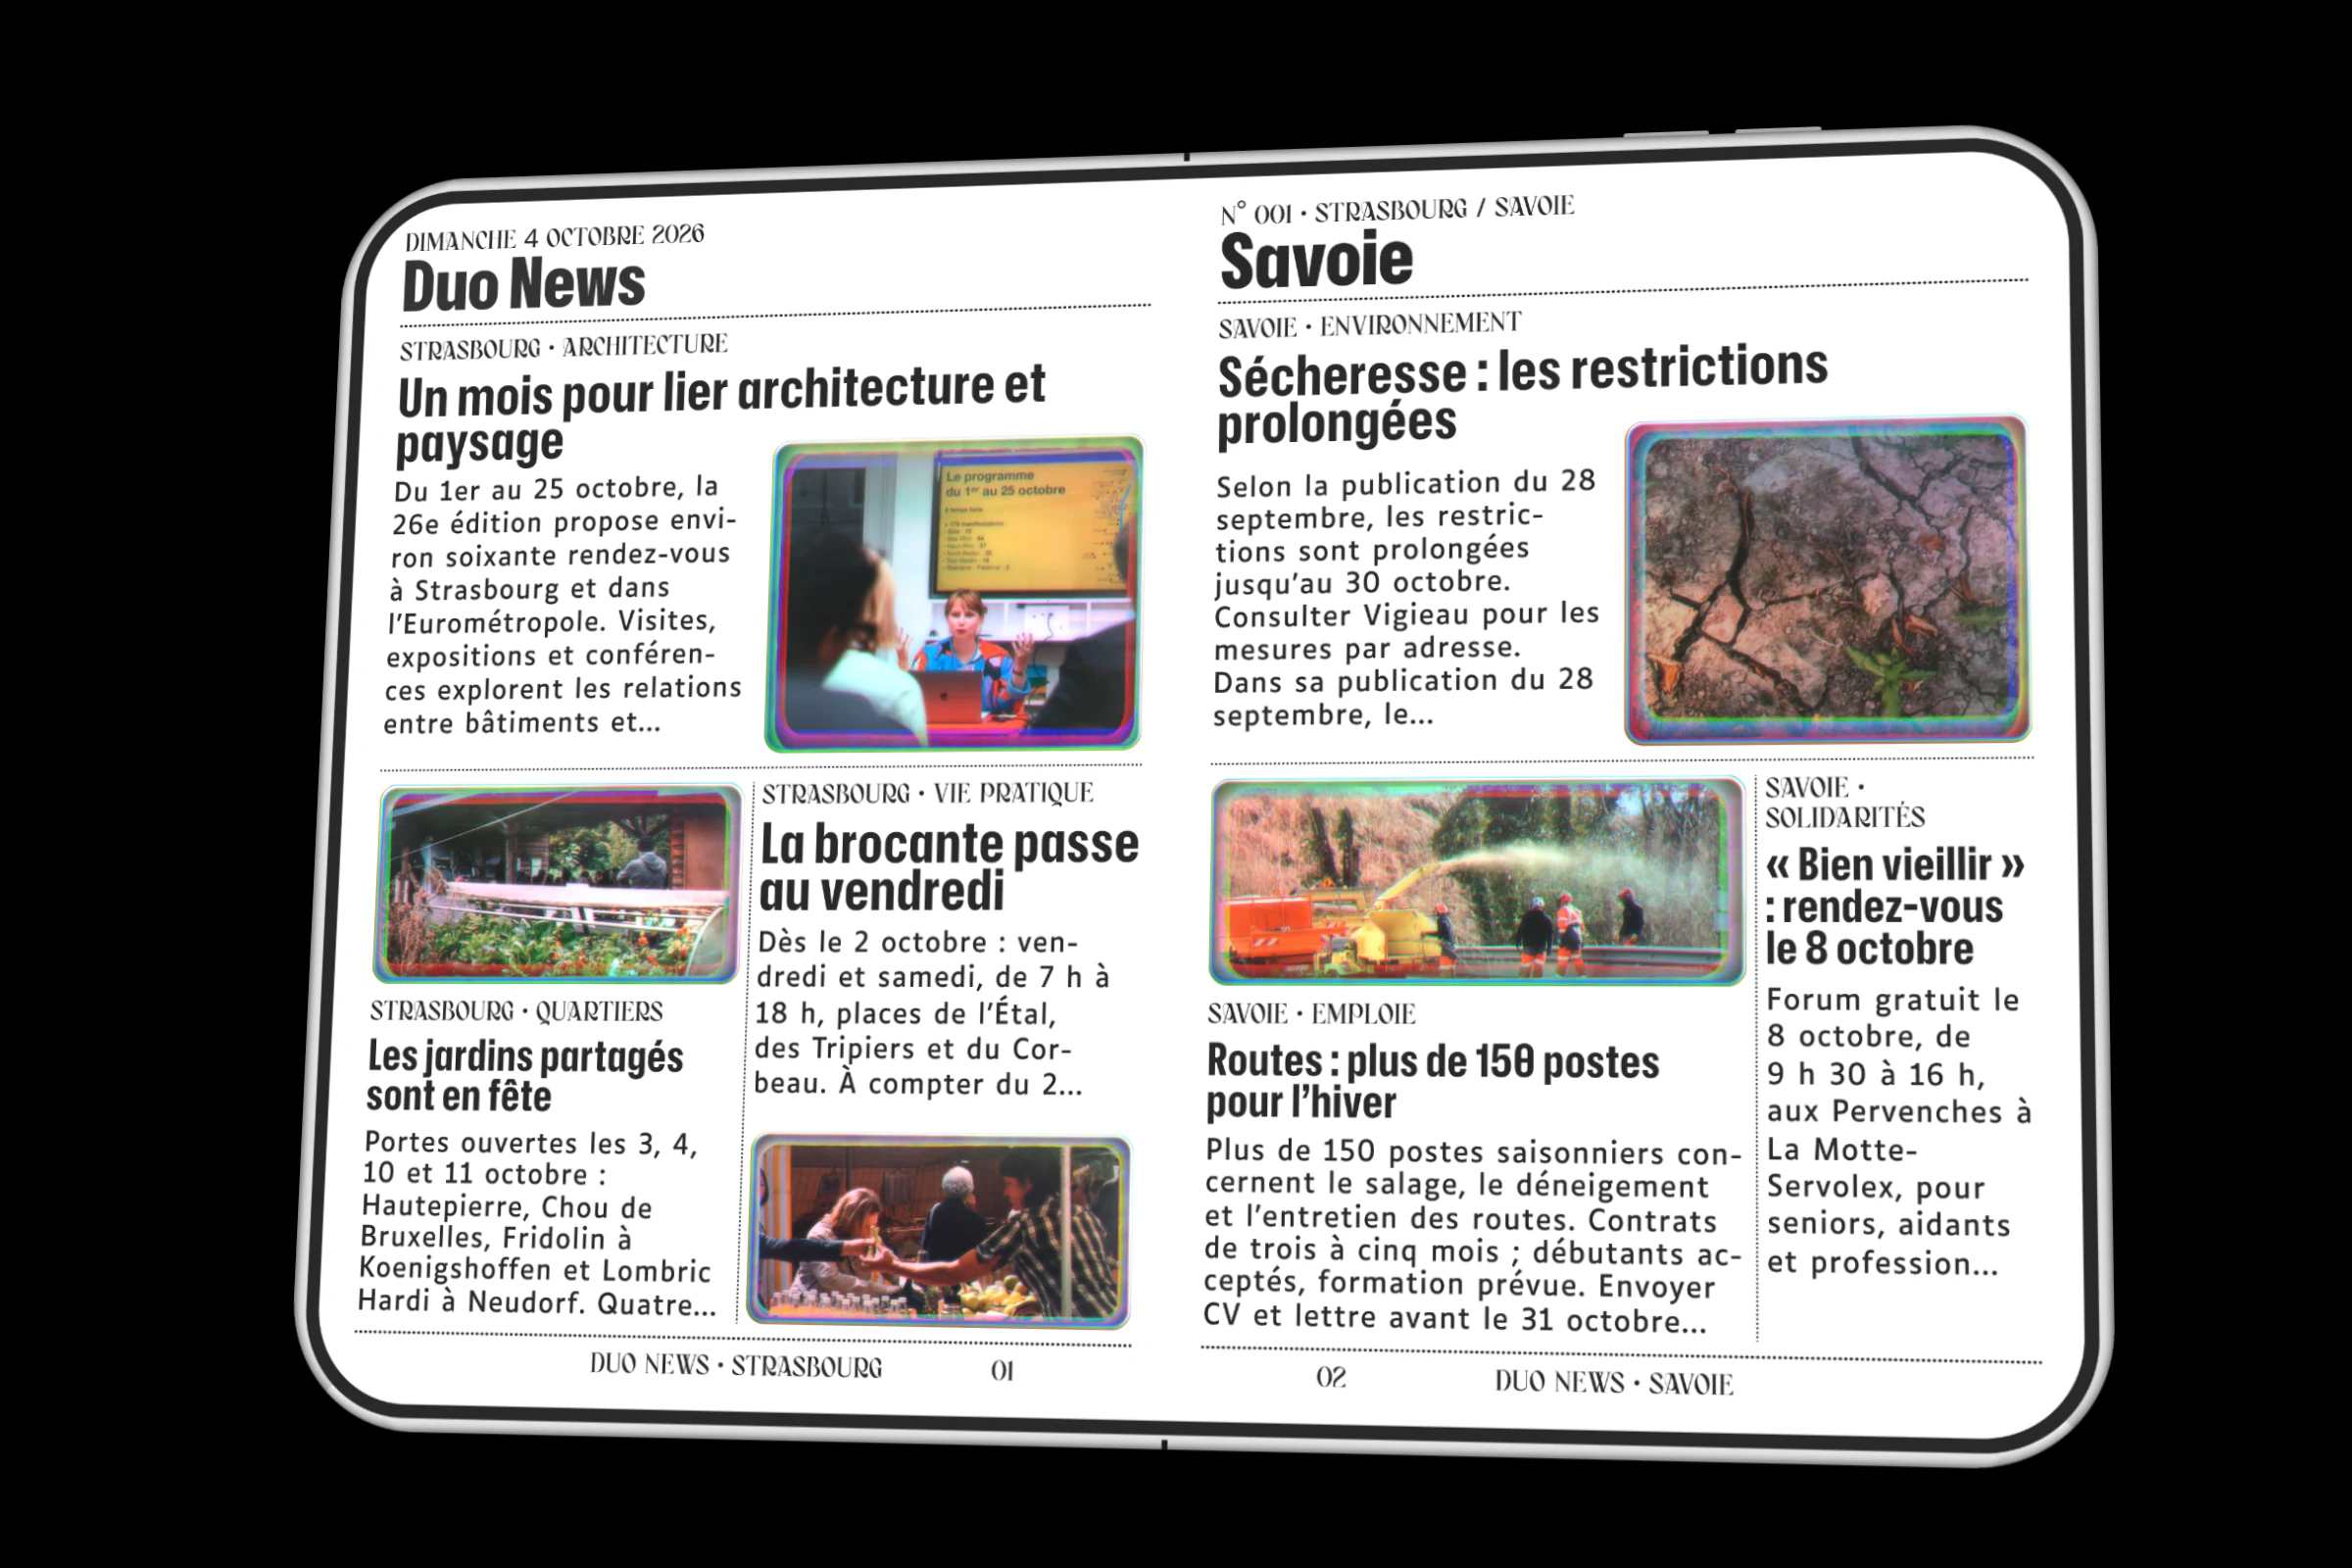 DIMANCHE 4 OCTOBRE 2026
Duo News
STRASBOURG • ARCHITECTURE
Un mois pour lier architecture et
paysage
Du 1er au 25 octobre, la
26e édition propose envi-
ron soixante rendez-vous
à Strasbourg et dans
l’Eurométropole. Visites,
expositions et conféren-
ces explorent les relations
entre bâtiments et...
Le programme
du 1er au 25 octobre
STRASBOURG • QUARTIERS
Les jardins partagés
sont en fête
Portes ouvertes les 3, 4,
10 et 11 octobre :
Hautepierre, Chou de
Bruxelles, Fridolin à
Koenigshoffen et Lombric
Hardi à Neudorf. Quatre...
STRASBOURG • VIE PRATIQUE
La brocante passe
au vendredi
Dès le 2 octobre : ven-
dredi et samedi, de 7 h à
18 h, places de l’Étal,
des Tripiers et du Cor-
beau. À compter du 2...
DUO NEWS • STRASBOURG
01
N° 001 • STRASBOURG / SAVOIE
Savoie
SAVOIE • ENVIRONNEMENT
Sécheresse : les restrictions
prolongées
Selon la publication du 28
septembre, les restric-
tions sont prolongées
jusqu’au 30 octobre.
Consulter Vigieau pour les
mesures par adresse.
Dans sa publication du 28
septembre, le...
SAVOIE • EMPLOIE
Routes : plus de 150 postes
pour l’hiver
Plus de 150 postes saisonniers con-
cernent le salage, le déneigement
et l’entretien des routes. Contrats
de trois à cinq mois ; débutants ac-
ceptés, formation prévue. Envoyer
CV et lettre avant le 31 octobre...
SAVOIE •
SOLIDARITÉS
« Bien vieillir »
: rendez-vous
le 8 octobre
Forum gratuit le
8 octobre, de
9 h 30 à 16 h,
aux Pervenches à
La Motte-
Servolex, pour
seniors, aidants
et profession...
02
DUO NEWS • SAVOIE